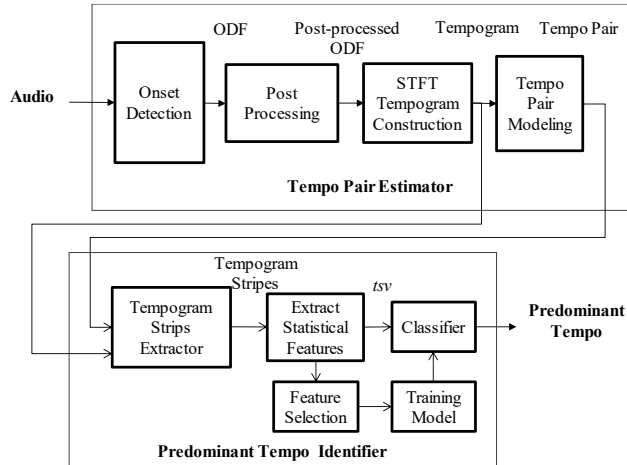 ODF
Post-processed
ODF
Tempogram
Tempo Pair
Audio
Onset
Detection
Post
Processing
STFT
Tempogram
Construction
Tempo
Pair
Modeling
Tempo Pair Estimator
Tempogram
Stripes
tsv
Tempogram
Strips
Extractor
Extract
Statistical
Features
Classifier
Predominant
Tempo
Feature
Selection
Training
Model
Predominant Tempo Identifier